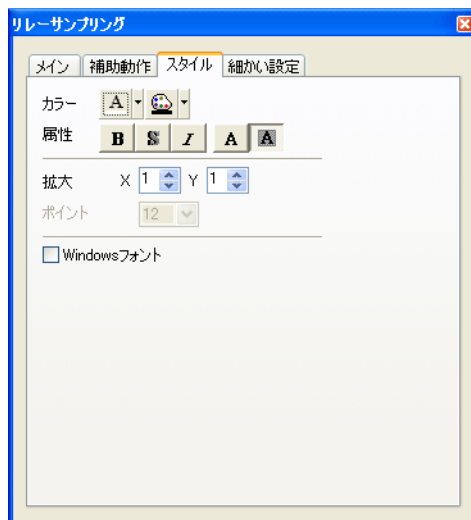 リレーサンプリング
メイン 補助動作 スタイル 細かい設定
カラー A
属性 B S I A A
拡大 X 1 Y 1
ポイント 12
Windowsフォント